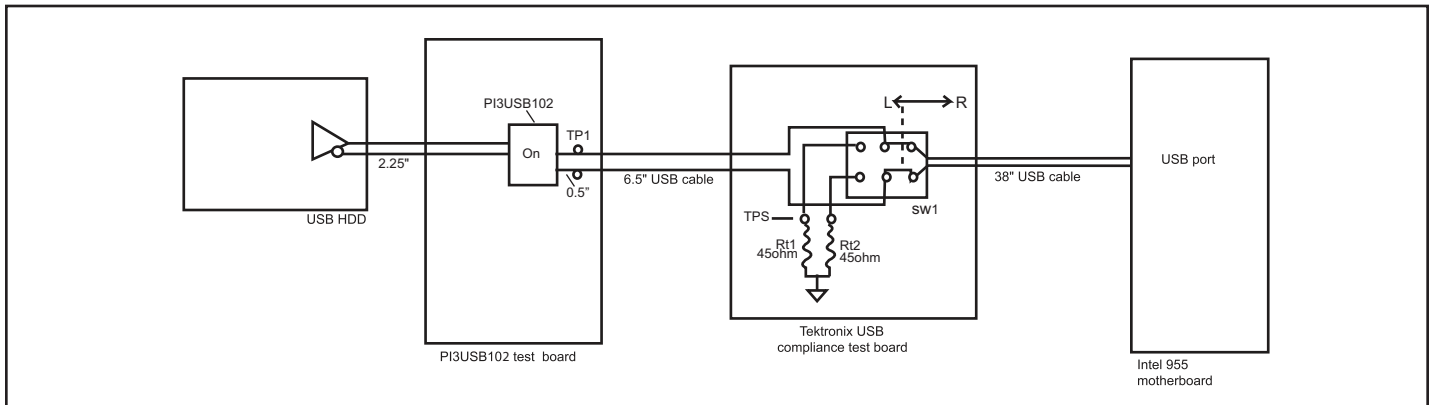 PI3USB102
On
TP1
2.25"
0.5"
USB HDD
PI3USB102 test board
6.5" USB cable
L
R
sw1
TPS
Rt1
45ohm
Rt2
45ohm
Tektronix USB
compliance test board
38" USB cable
USB port
Intel 955
motherboard